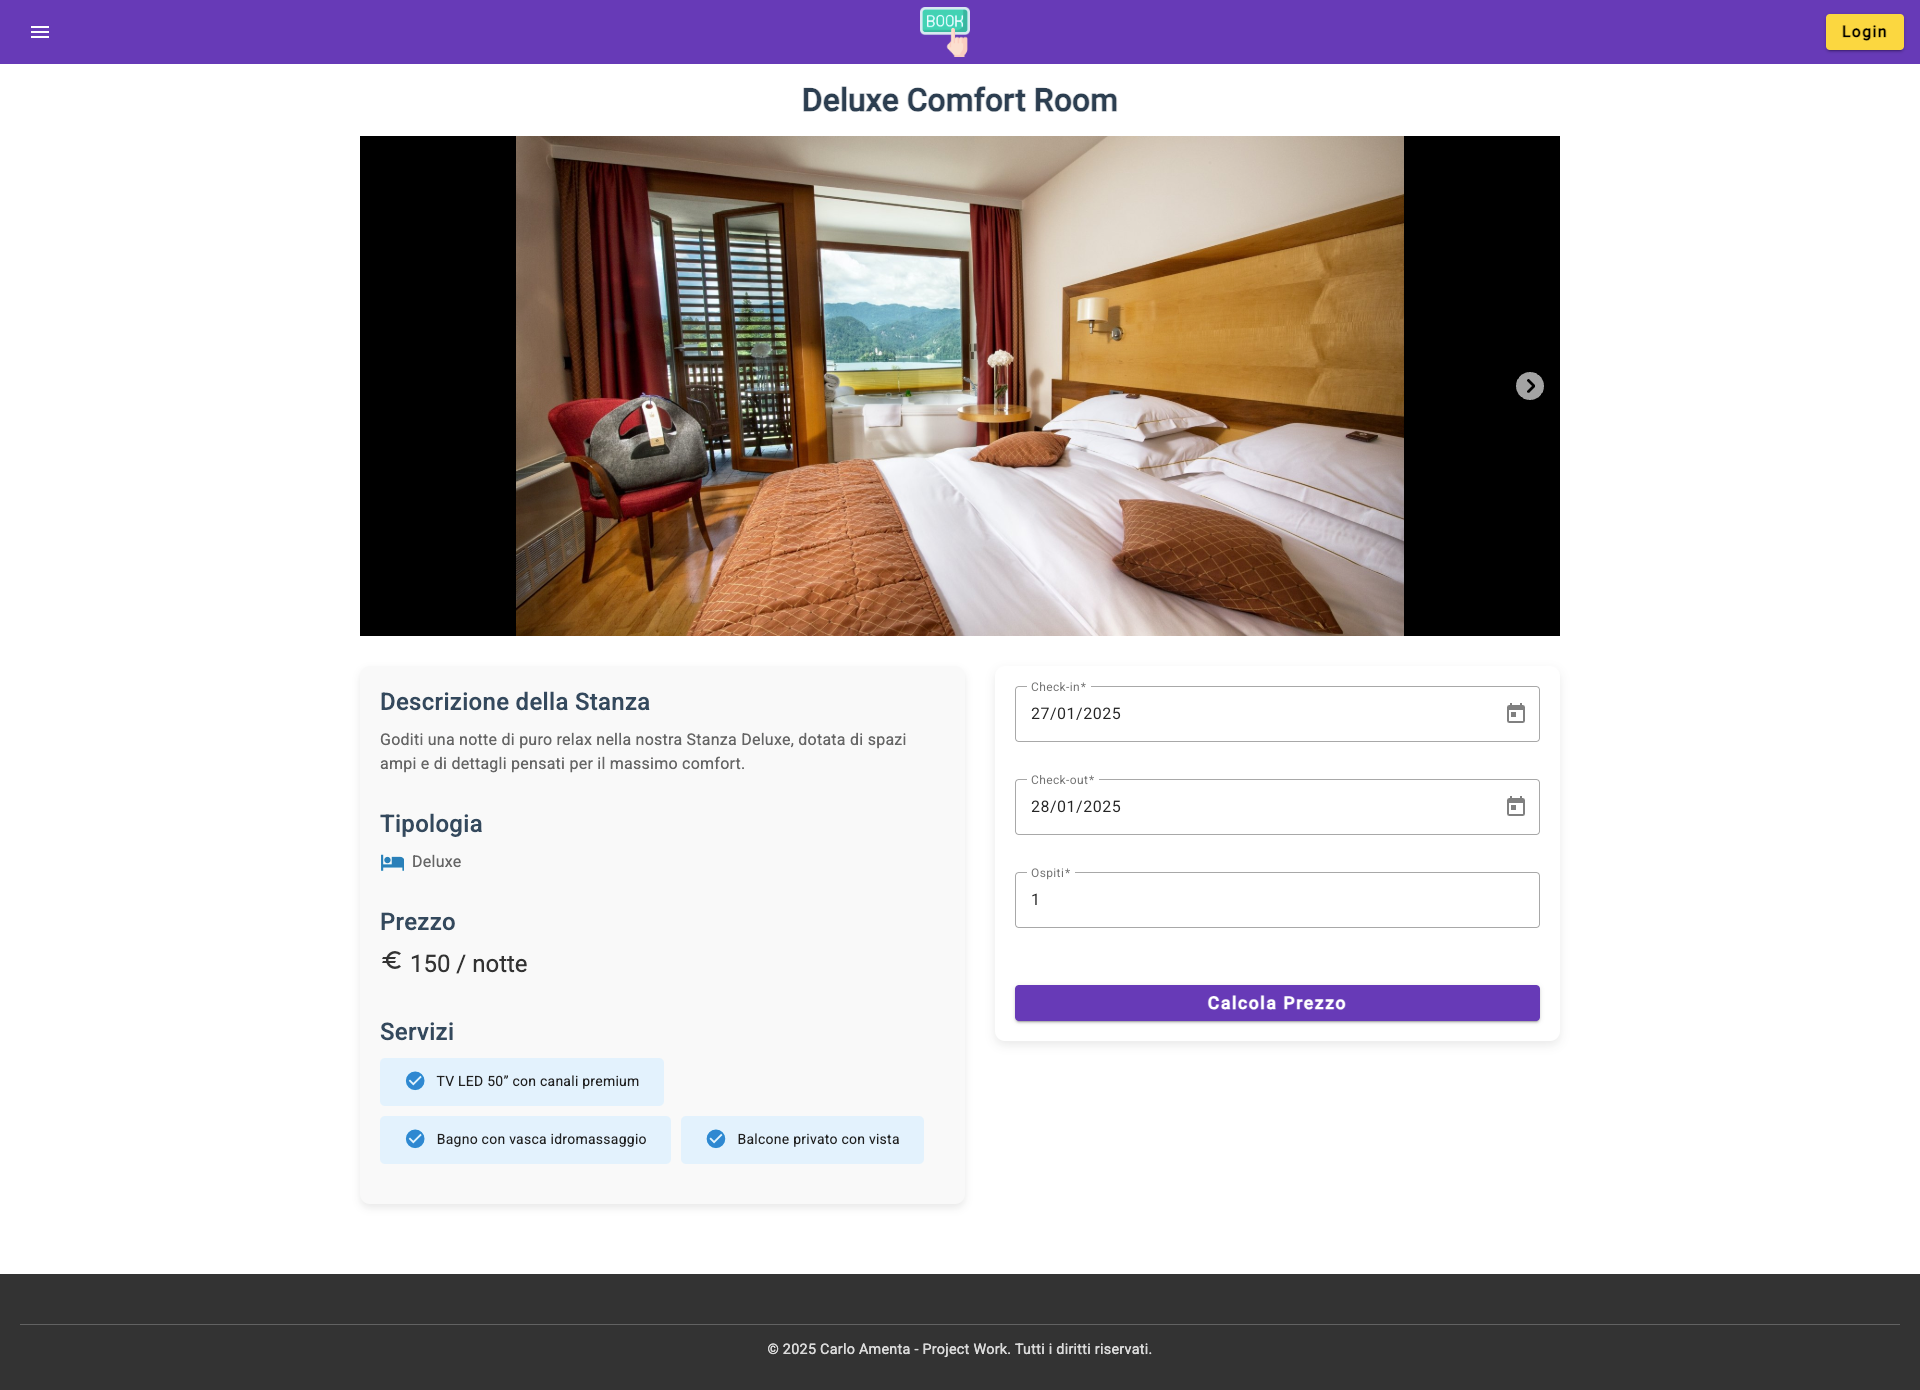 BOOK
Login
Deluxe Comfort Room
Descrizione della Stanza
Goditi una notte di puro relax nella nostra Stanza Deluxe, dotata di spazi
ampi e di dettagli pensati per il massimo comfort.
Tipologia
Deluxe
Prezzo
€ 150 / notte
Servizi
TV LED 50” con canali premium
Bagno con vasca idromassaggio
Balcone privato con vista
Check-in*
27/01/2025
Check-out*
28/01/2025
Ospiti*
1
Calcola Prezzo
© 2025 Carlo Amenta - Project Work. Tutti i diritti riservati.